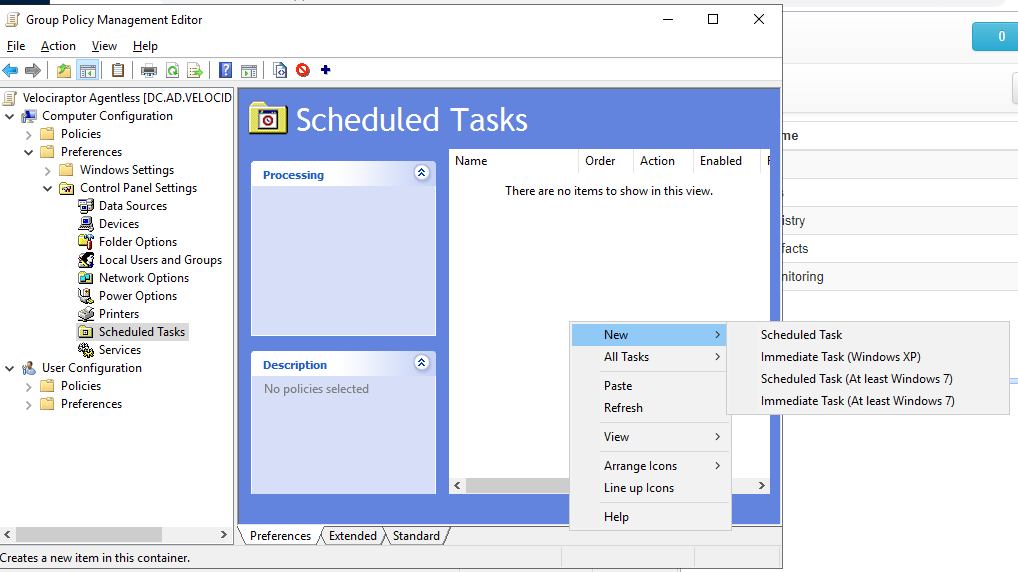 Group Policy Management Editor
File Action View Help
Velociraptor Agentless [DC.AD.VELOCID
Computer Configuration
Policies
Preferences
Windows Settings
Control Panel Settings
Data Sources
Devices
Folder Options
Local Users and Groups
Network Options
Power Options
Printers
Scheduled Tasks
Services
User Configuration
Policies
Preferences
Scheduled Tasks
Processing
Description
No policies selected
Name Order Action Enabled
There are no items to show in this view.
New
All Tasks
Paste
Refresh
View
Arrange Icons
Line up Icons
Help
Scheduled Task
Immediate Task (Windows XP)
Scheduled Task (At least Windows 7)
Immediate Task (At least Windows 7)
Preferences Extended Standard
Creates a new item in this container.
0
me
istry
facts
nitoring